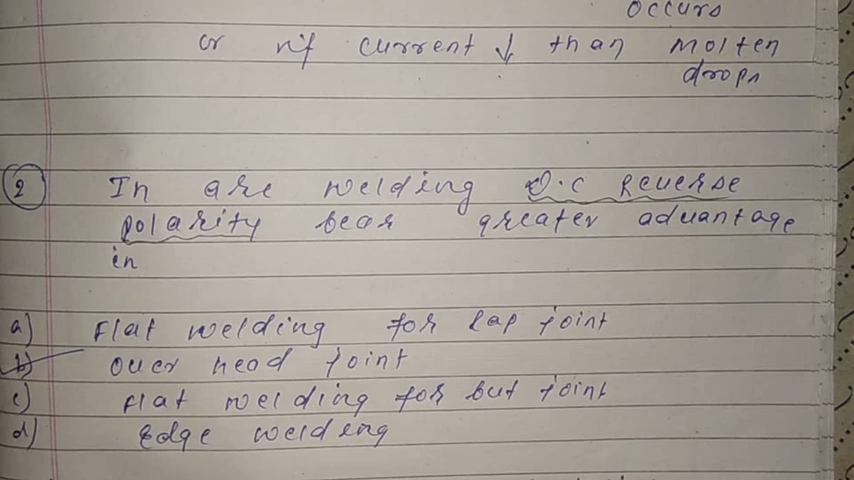 occurs
or if current ↓ than molten
drops
2 In arc welding D.C Reverse
polarity bear greater advantage
in
a) Flat welding for lap joint
b) over head joint
c) flat welding for but joint
d) Edge welding